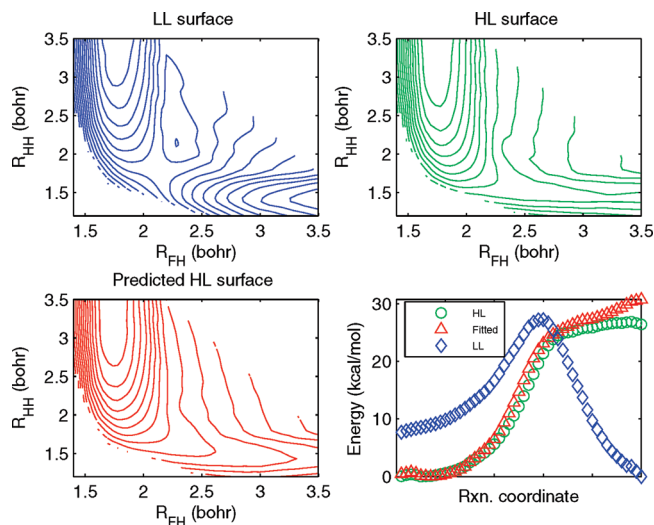 LL surface
HL surface
3.5
3
2.5
2
1.5
R_HH (bohr)
1.5
2
2.5
3
3.5
R_FH (bohr)
3.5
3
2.5
2
1.5
R_HH (bohr)
1.5
2
2.5
3
3.5
R_FH (bohr)
Predicted HL surface
3.5
3
2.5
2
1.5
R_HH (bohr)
1.5
2
2.5
3
3.5
R_FH (bohr)
30
20
10
0
Energy (kcal/mol)
HL
Fitted
LL
Rxn. coordinate